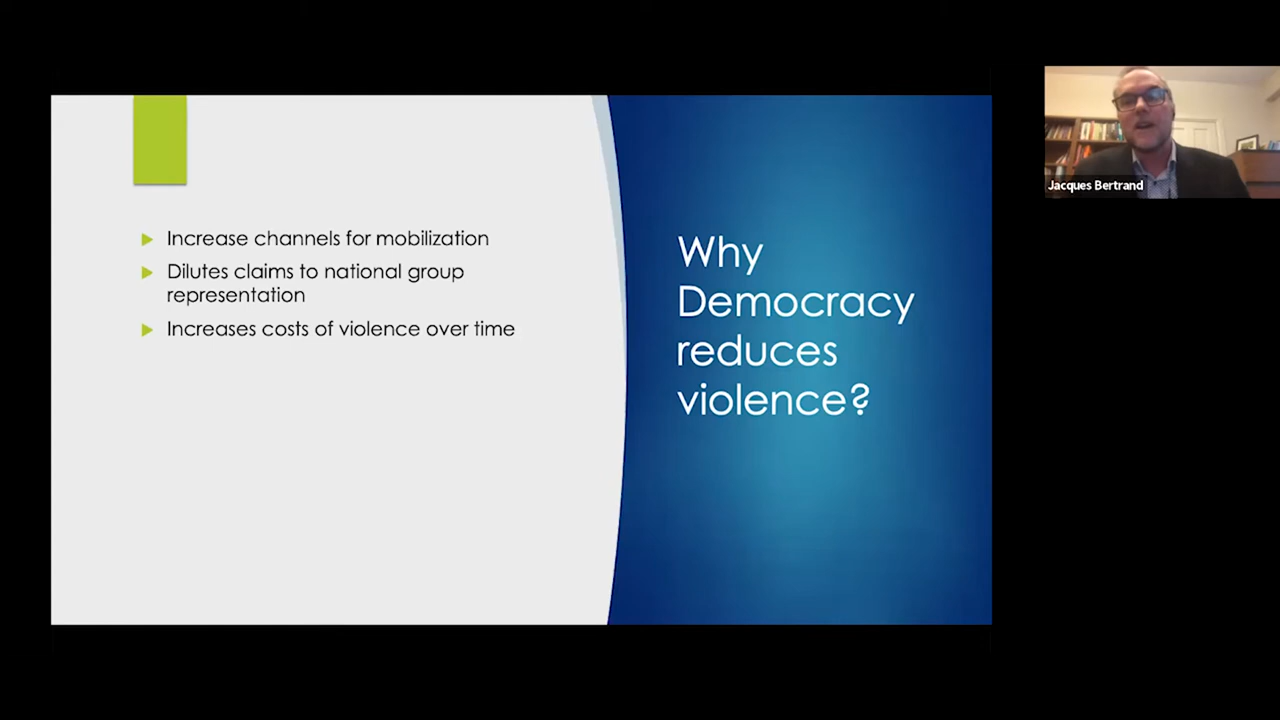 Increase channels for mobilization
Dilutes claims to national group
representation
Increases costs of violence over time
Why
Democracy
reduces
violence?
Jacques Bertrand